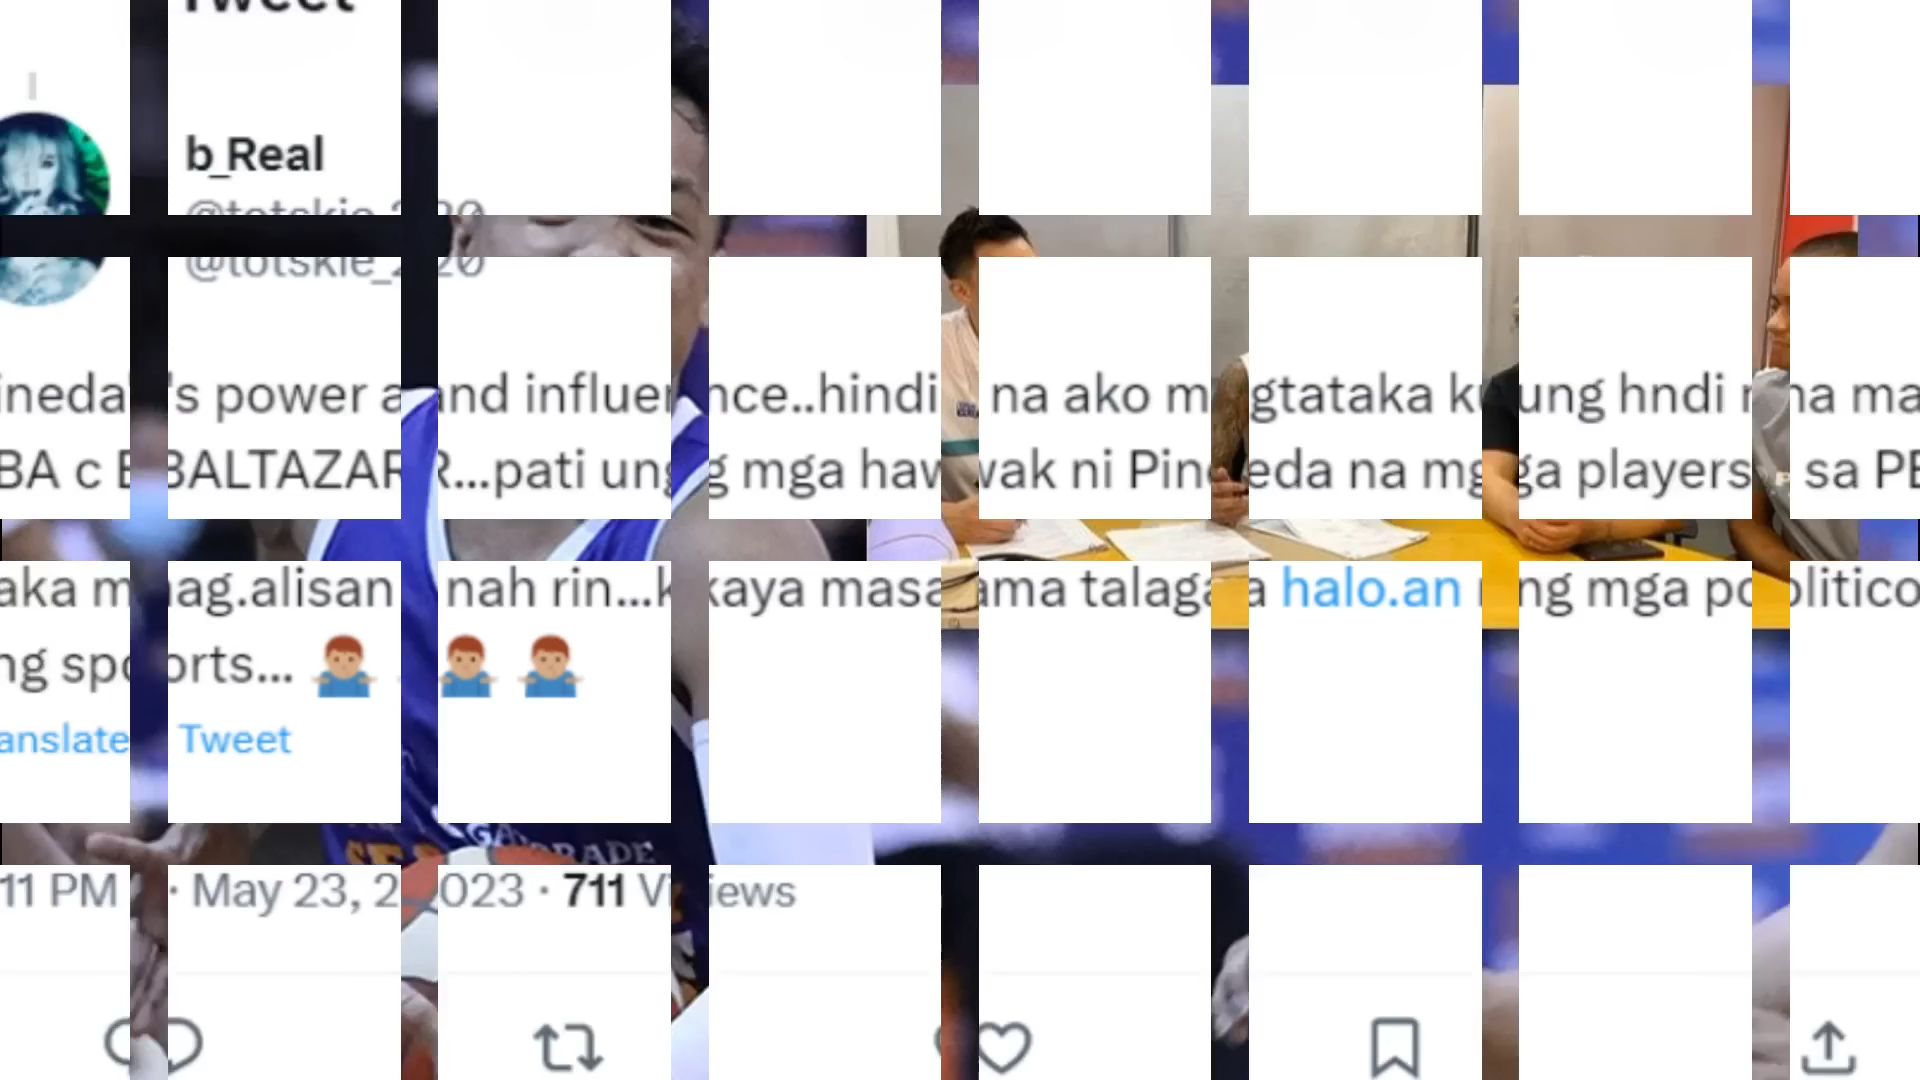 Tweet
b_Real
ineda's power and influence..hindi na ako magtataka kung hndi na ma
BA c BALTAZAR...pati ung mga hawak ni Pineda na mga players sa
aka mag.alisan nah rin...kaya masama talaga halo.an ng mga politico
ng sports...
anslate Tweet
11 PM · May 23, 2023 · 711 Views
GATORADE